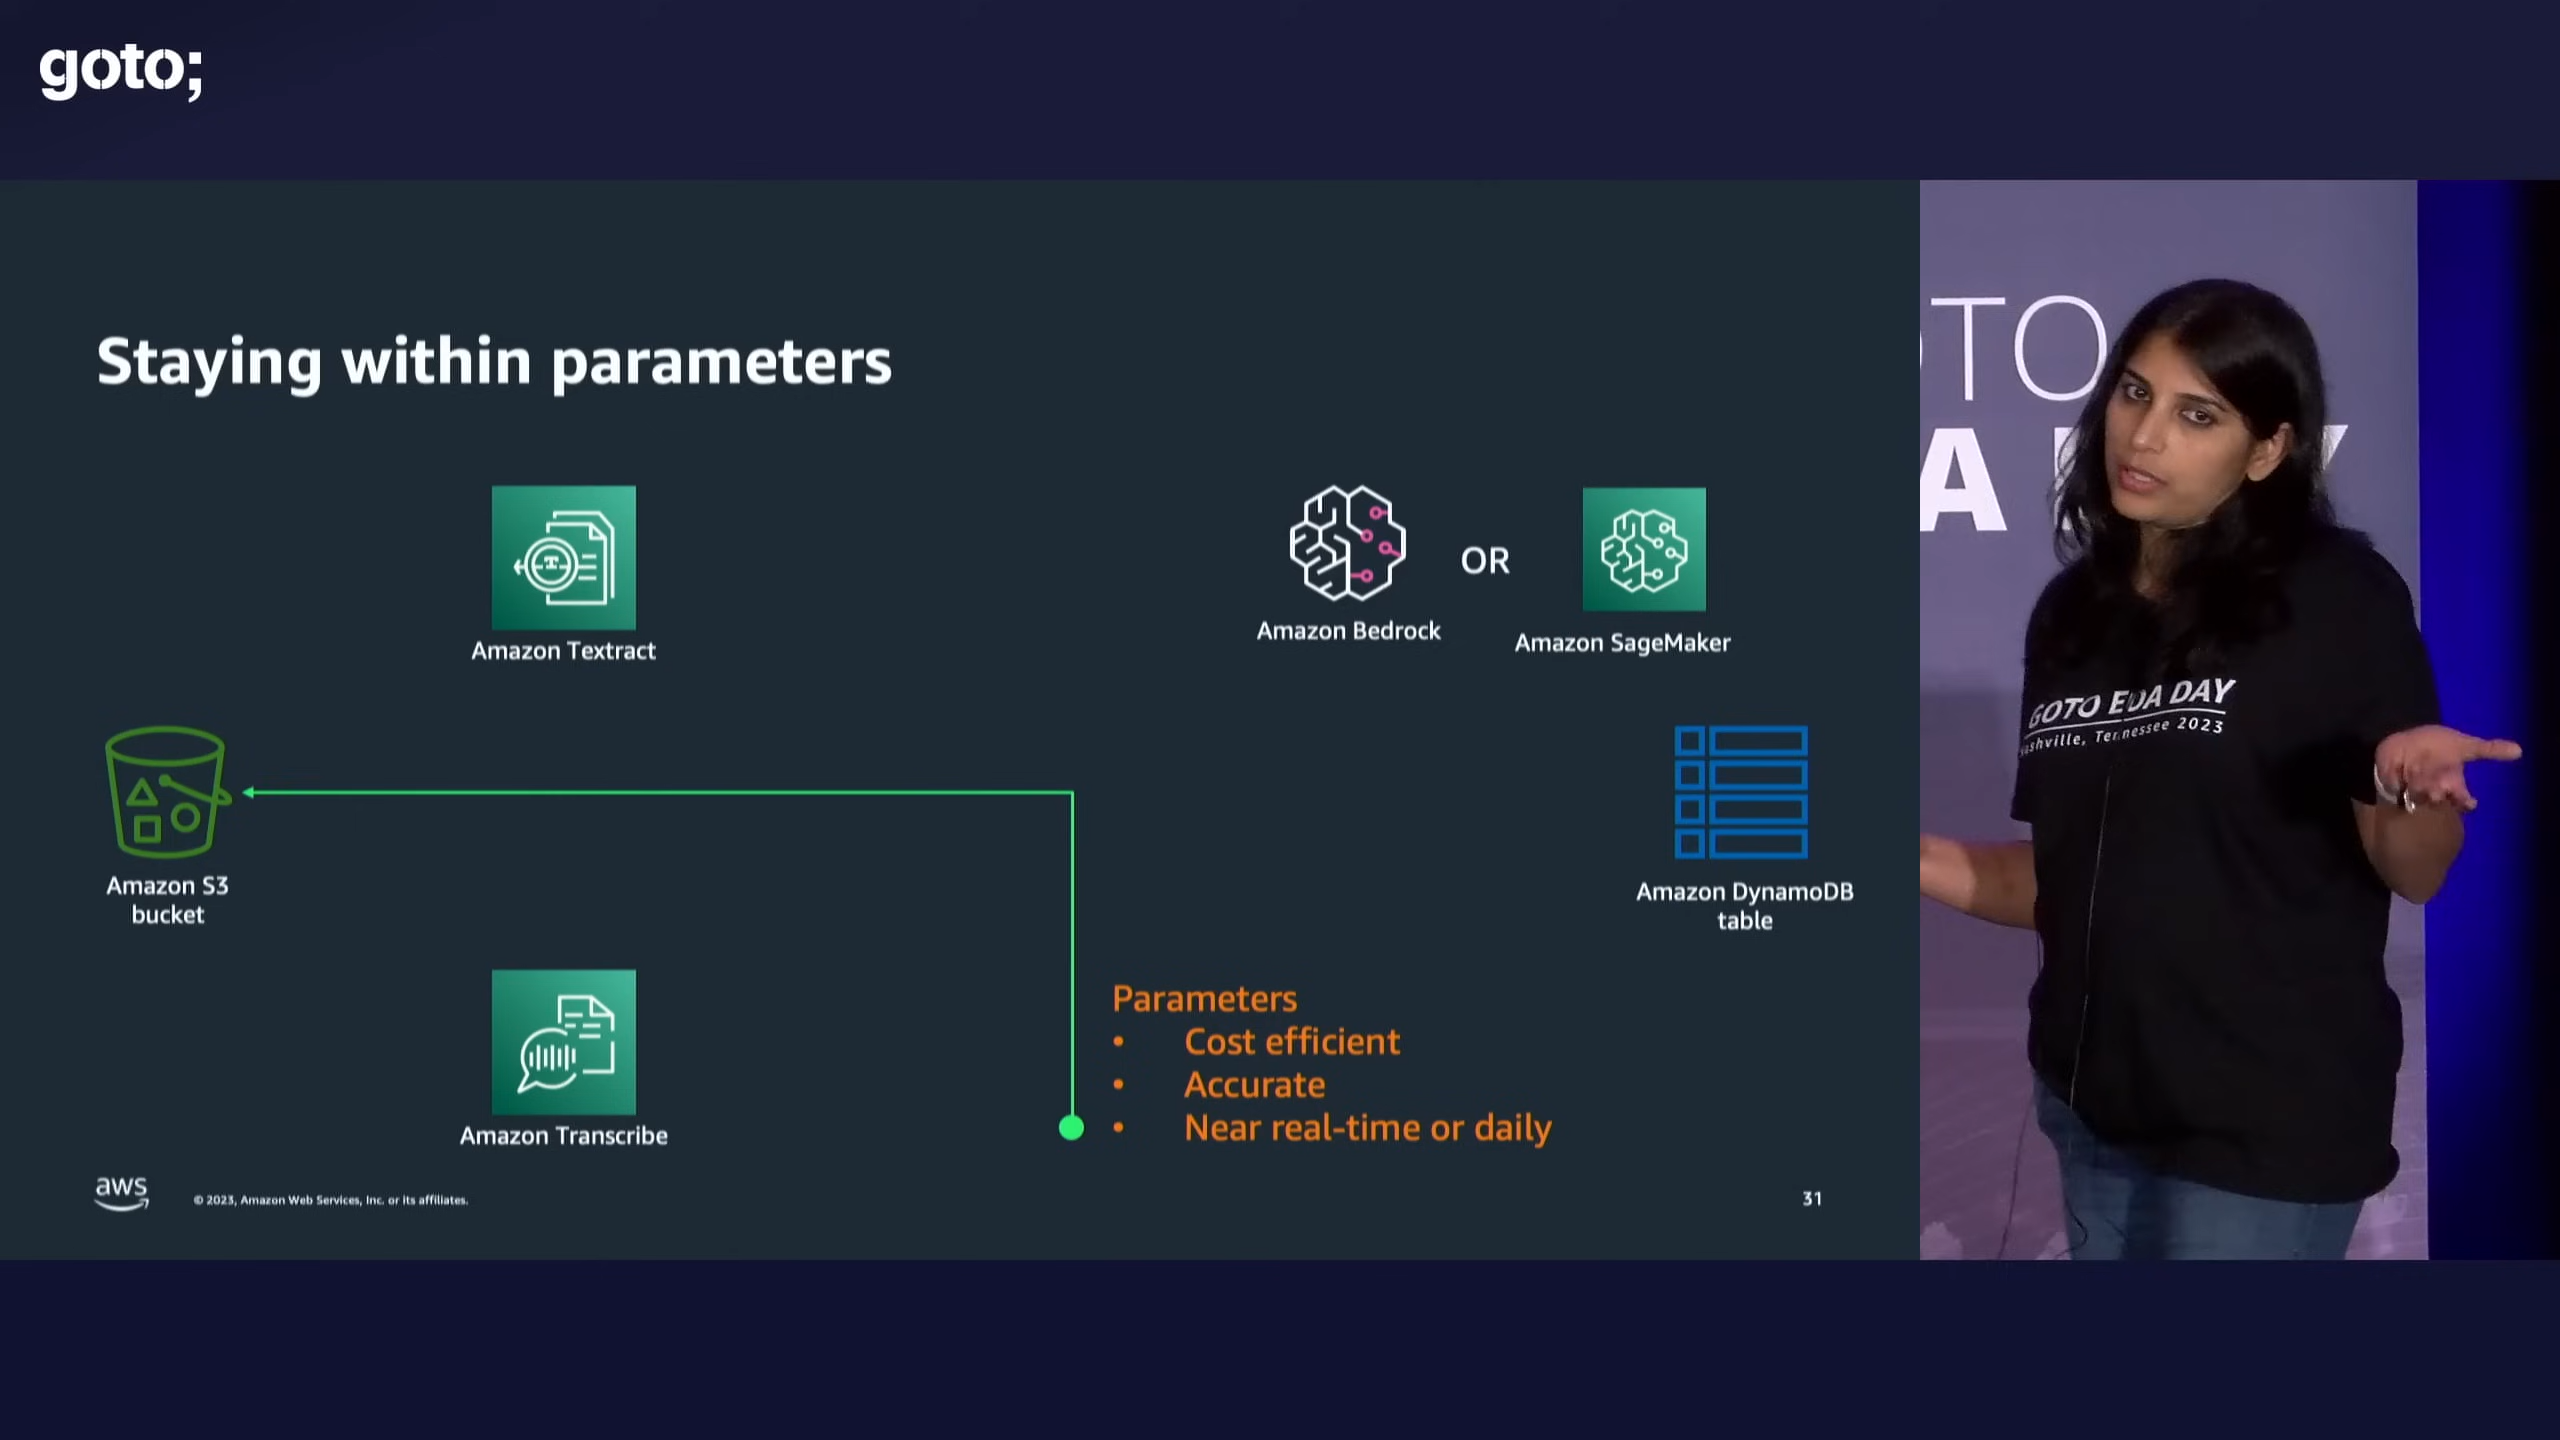 goto;
Staying within parameters
Amazon Textract
Amazon Bedrock
OR
Amazon SageMaker
Amazon S3
bucket
Amazon DynamoDB
table
Amazon Transcribe
Parameters
• Cost efficient
• Accurate
• Near real-time or daily
aws
© 2023, Amazon Web Services, Inc. or its affiliates.
31
TO
A
GOTO EDA DAY
Nashville, Tennessee 2023